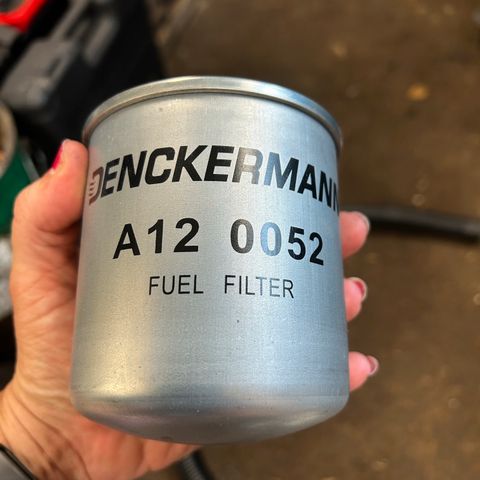 DENCKERMANN
A12 0052
FUEL FILTER